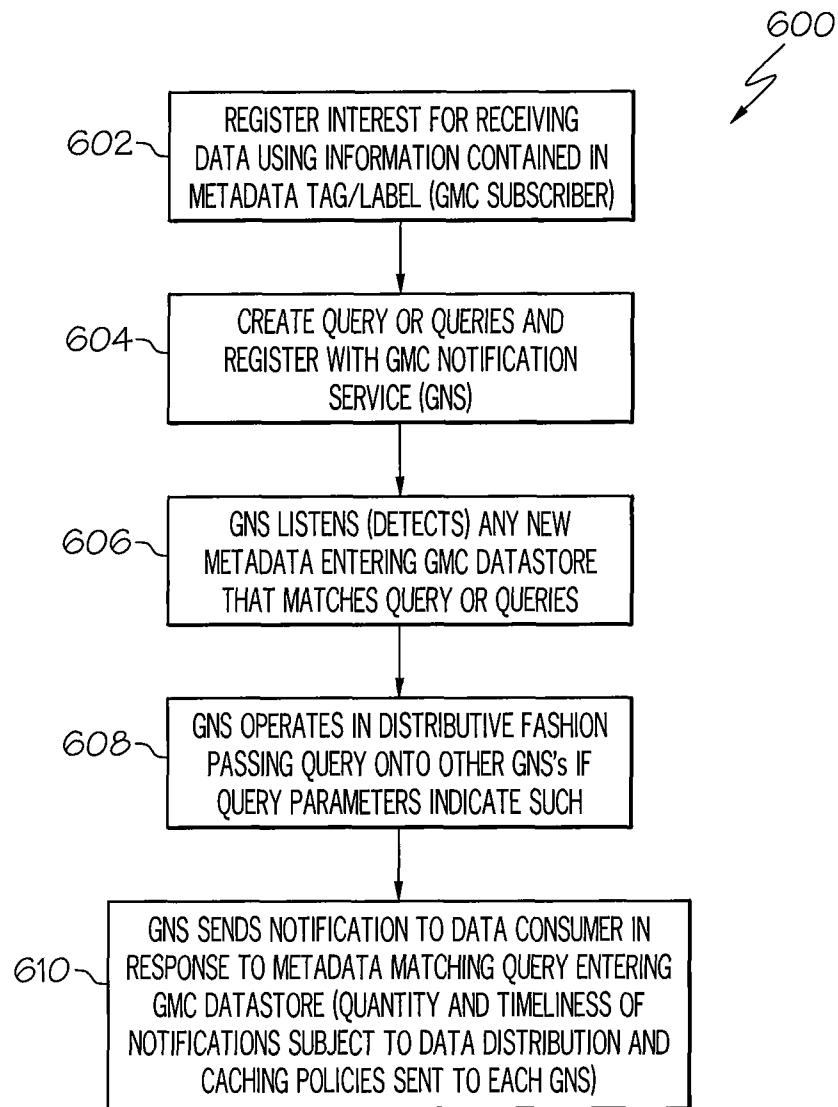 600
602
REGISTER INTEREST FOR RECEIVING
DATA USING INFORMATION CONTAINED IN
METADATA TAG/LABEL (GMC SUBSCRIBER)
604
CREATE QUERY OR QUERIES AND
REGISTER WITH GMC NOTIFICATION
SERVICE (GNS)
606
GNS LISTENS (DETECTS) ANY NEW
METADATA ENTERING GMC DATASTORE
THAT MATCHES QUERY OR QUERIES
608
GNS OPERATES IN DISTRIBUTIVE FASHION
PASSING QUERY ONTO OTHER GNS's IF
QUERY PARAMETERS INDICATE SUCH
610
GNS SENDS NOTIFICATION TO DATA CONSUMER IN
RESPONSE TO METADATA MATCHING QUERY ENTERING
GMC DATASTORE (QUANTITY AND TIMELINESS OF
NOTIFICATIONS SUBJECT TO DATA DISTRIBUTION AND
CACHING POLICIES SENT TO EACH GNS)